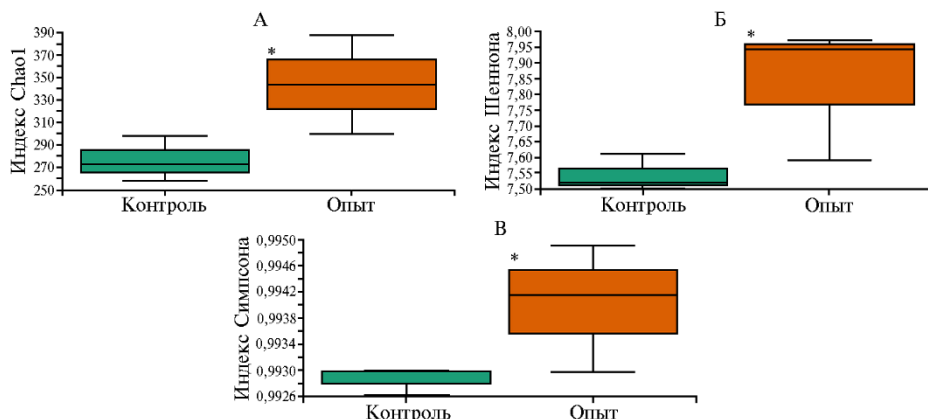 А
Индекс Chao1
390
370
350
330
310
290
270
250
*
Контроль
Опыт
Б
Индекс Шеннона
8,00
7,95
7,90
7,85
7,80
7,75
7,70
7,65
7,60
7,55
7,50
*
Контроль
Опыт
В
Индекс Симпсона
0,9950
0,9946
0,9942
0,9938
0,9934
0,9930
0,9926
*
Контроль
Опыт